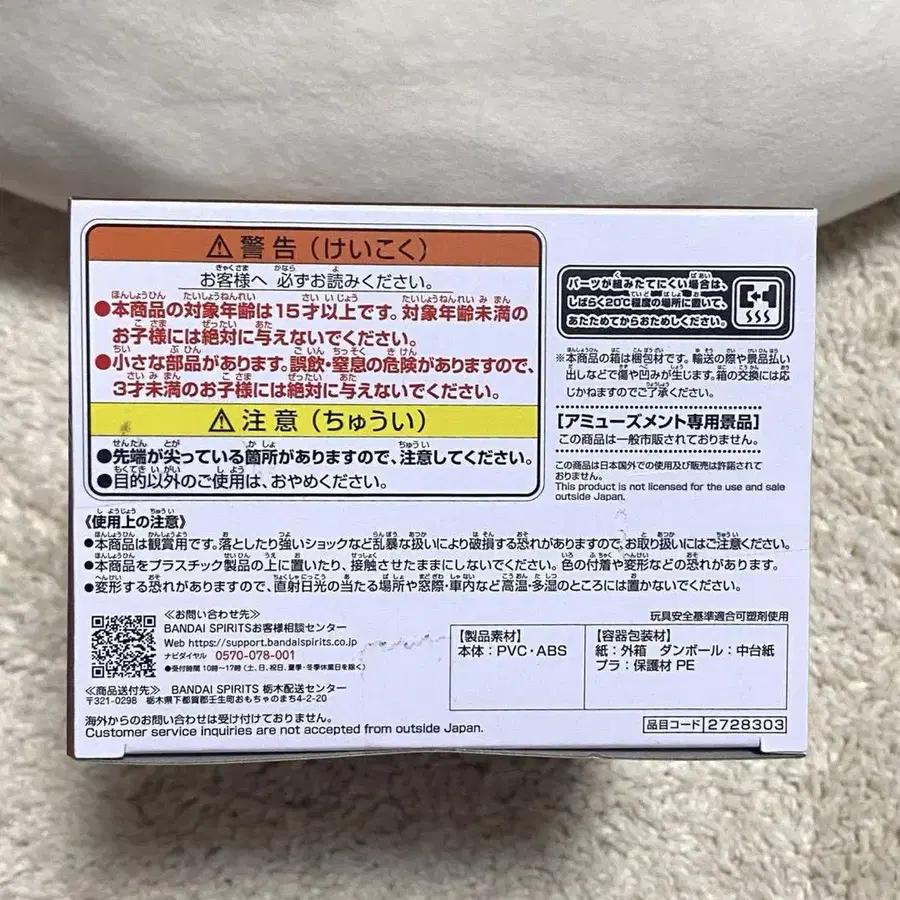 警告（けいこく）
お客様へ 必ずお読みください。
●本商品の対象年齢は15才以上です。対象年齢未満の
お子様には絶対に与えないでください。
●小さな部品があります。誤飲・窒息の危険がありますので、
3才未満のお子様には絶対に与えないでください。
注意（ちゅうい）
●先端が尖っている箇所がありますので、注意してください。
●目的以外のご使用は、おやめください。
パーツが組みたてにくい場合は、
しばらく20℃程度の場所に置いて、
あたためてからおためしください。
※本商品の箱は梱包材です。輸送の際や景品払い
出しなどで傷や凹みが生じます。箱の交換には応
じかねますのでご了承ください。
［アミューズメント専用景品］
この商品は一般市販されておりません。
この商品は日本国外での使用及び販売は許諾されて
おりません。
This product is not licensed for the use and sale
outside Japan.
《使用上の注意》
●本商品は観賞用です。落としたり強いショックなど乱暴な扱いにより破損する恐れがありますので、お取り扱いにはご注意ください。
●本商品をプラスチック製品の上に置いたり、接触させたままにしないでください。色の付着や変形などの恐れがあります。
●変形する恐れがありますので、直射日光の当たる場所や窓際・車内など高温・多湿のところには置かないでください。
≪お問い合わせ先≫
BANDAI SPIRITSお客様相談センター
Web https://support.bandaispirits.co.jp
ナビダイヤル 0570-078-001
●受付時間 10時～17時（土、日、祝日、夏季・冬季休業日を除く）
≪商品送付先≫ BANDAI SPIRITS 栃木配送センター
〒321-0298 栃木県下都賀郡壬生町おもちゃのまち4-2-20
海外からのお問い合わせは受け付けておりません。
Customer service inquiries are not accepted from outside Japan.
玩具安全基準適合可塑剤使用
【製品素材】
本体：PVC・ABS
【容器包装材】
紙：外箱 ダンボール：中台紙
プラ：保護材 PE
品目コード 2728303